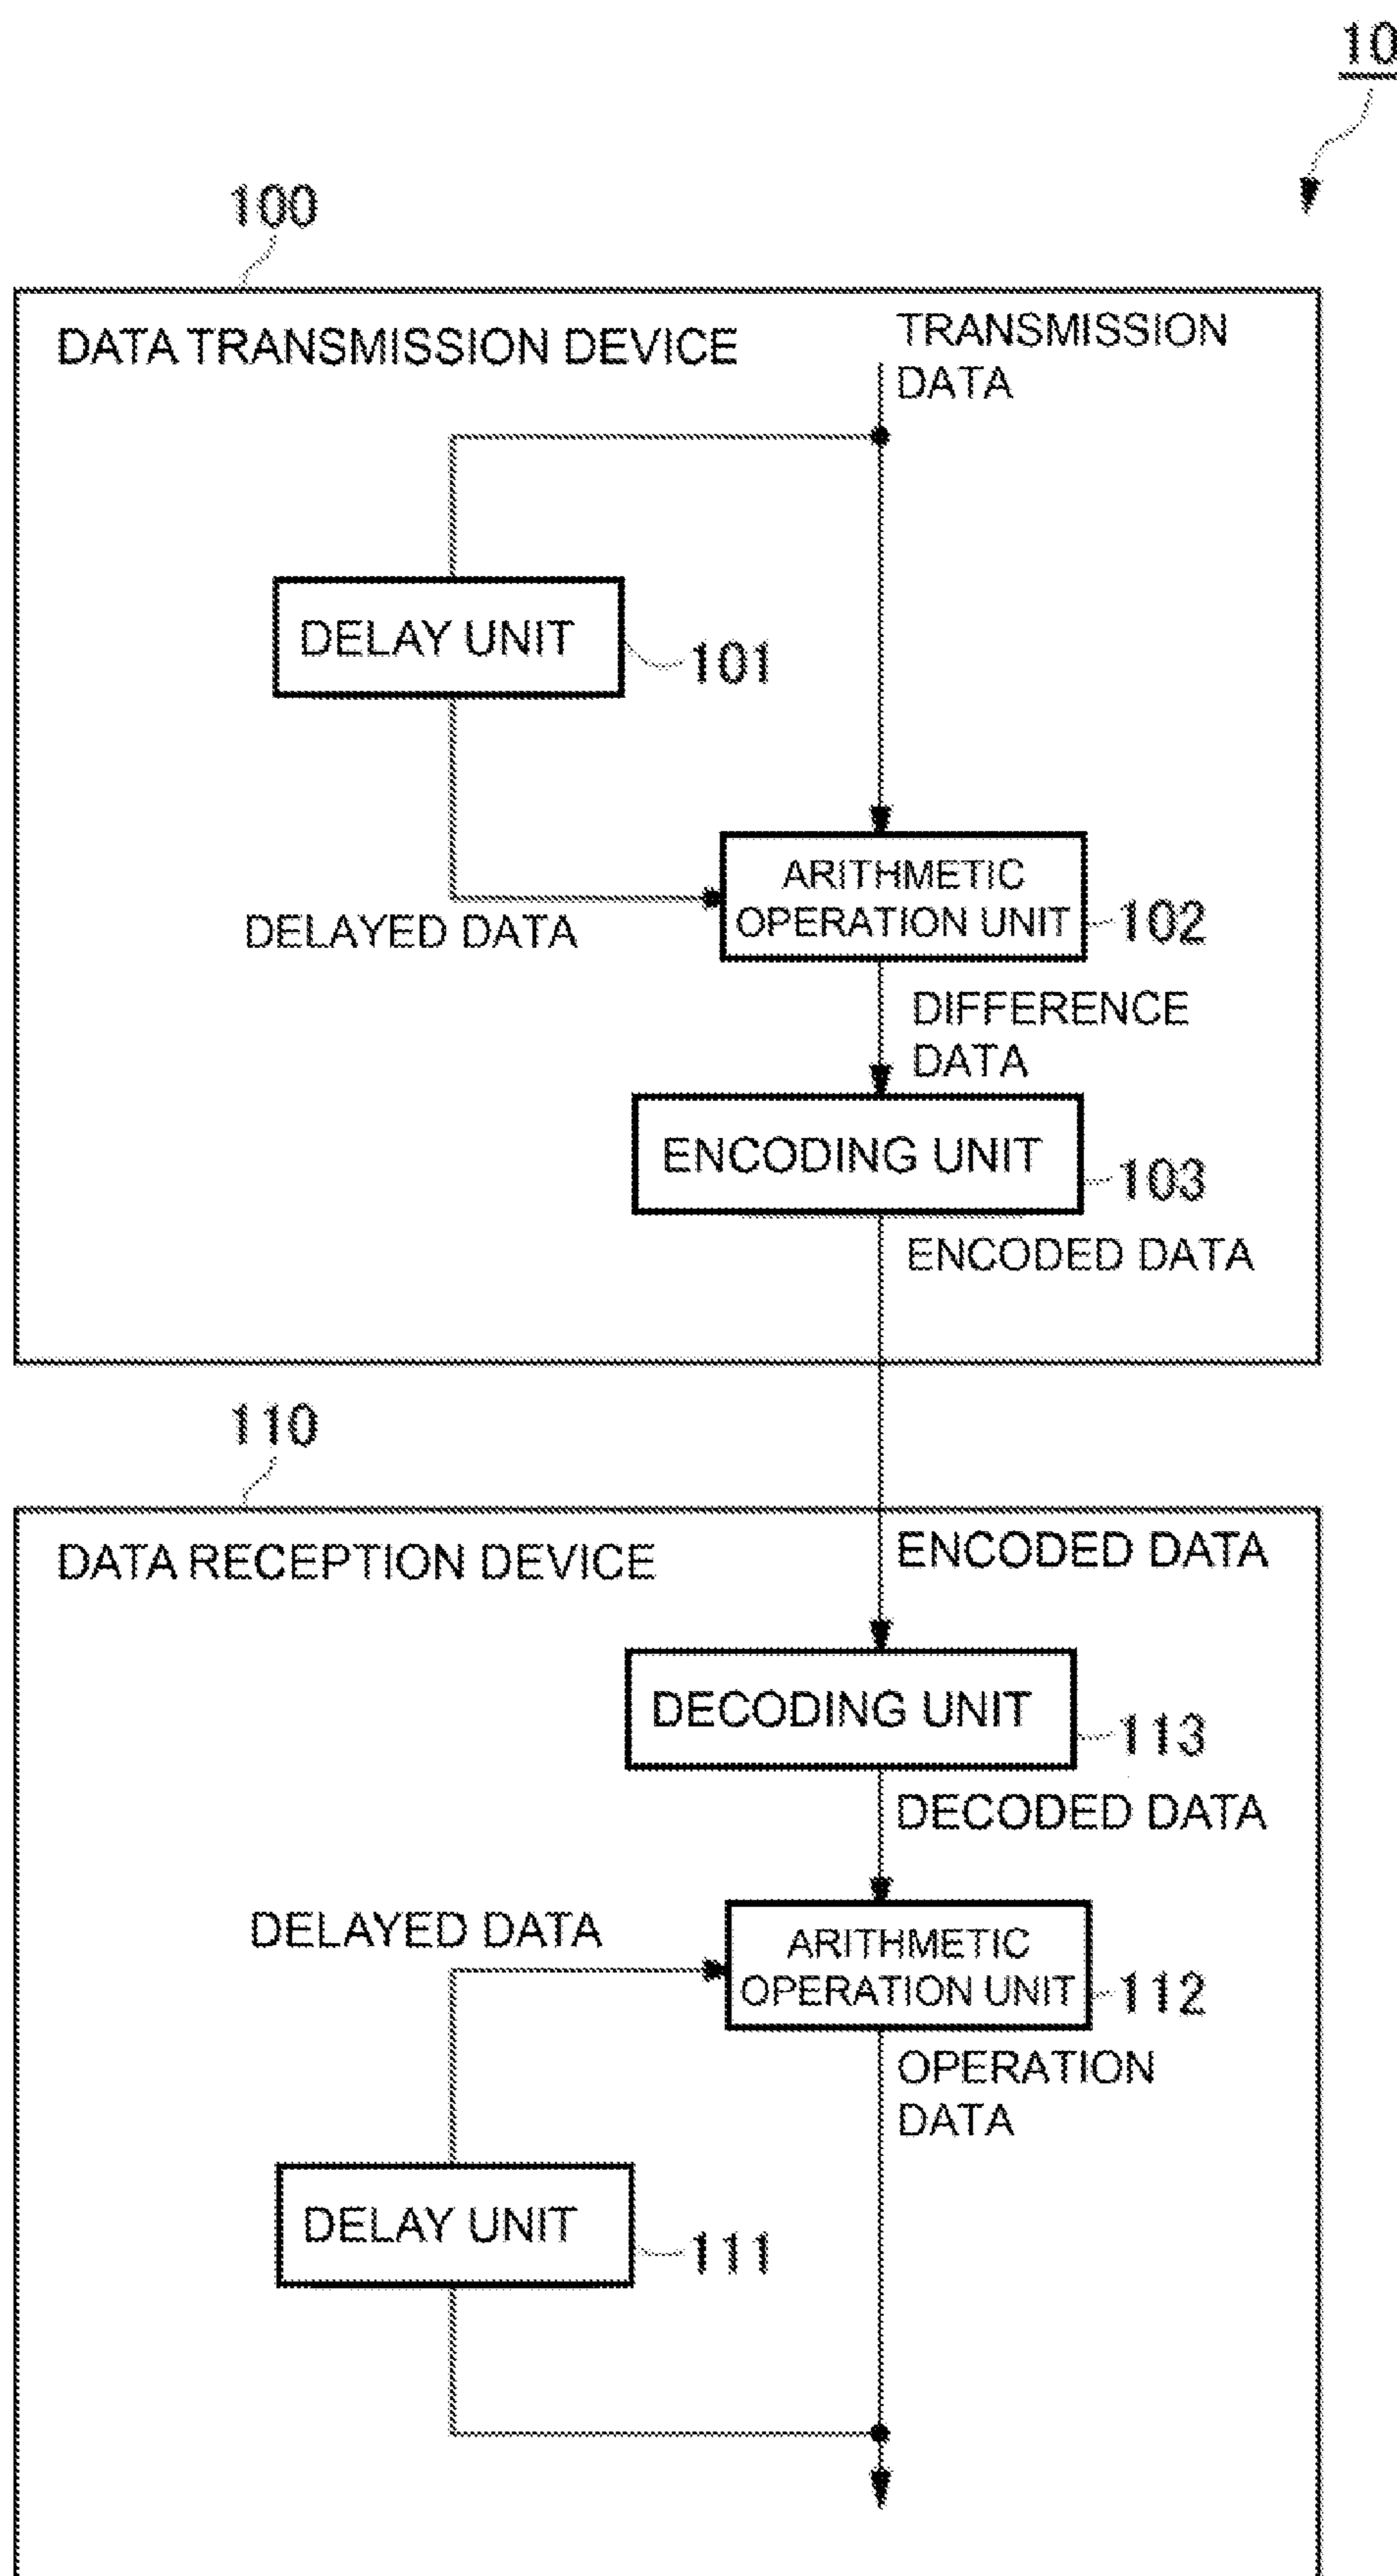 10
100
DATA TRANSMISSION DEVICE
TRANSMISSION
DATA
DELAY UNIT
101
ARITHMETIC
OPERATION UNIT
102
DELAYED DATA
DIFFERENCE
DATA
ENCODING UNIT
103
ENCODED DATA
110
DATA RECEPTION DEVICE
ENCODED DATA
DECODING UNIT
113
DECODED DATA
DELAYED DATA
ARITHMETIC
OPERATION UNIT
112
OPERATION
DATA
DELAY UNIT
111